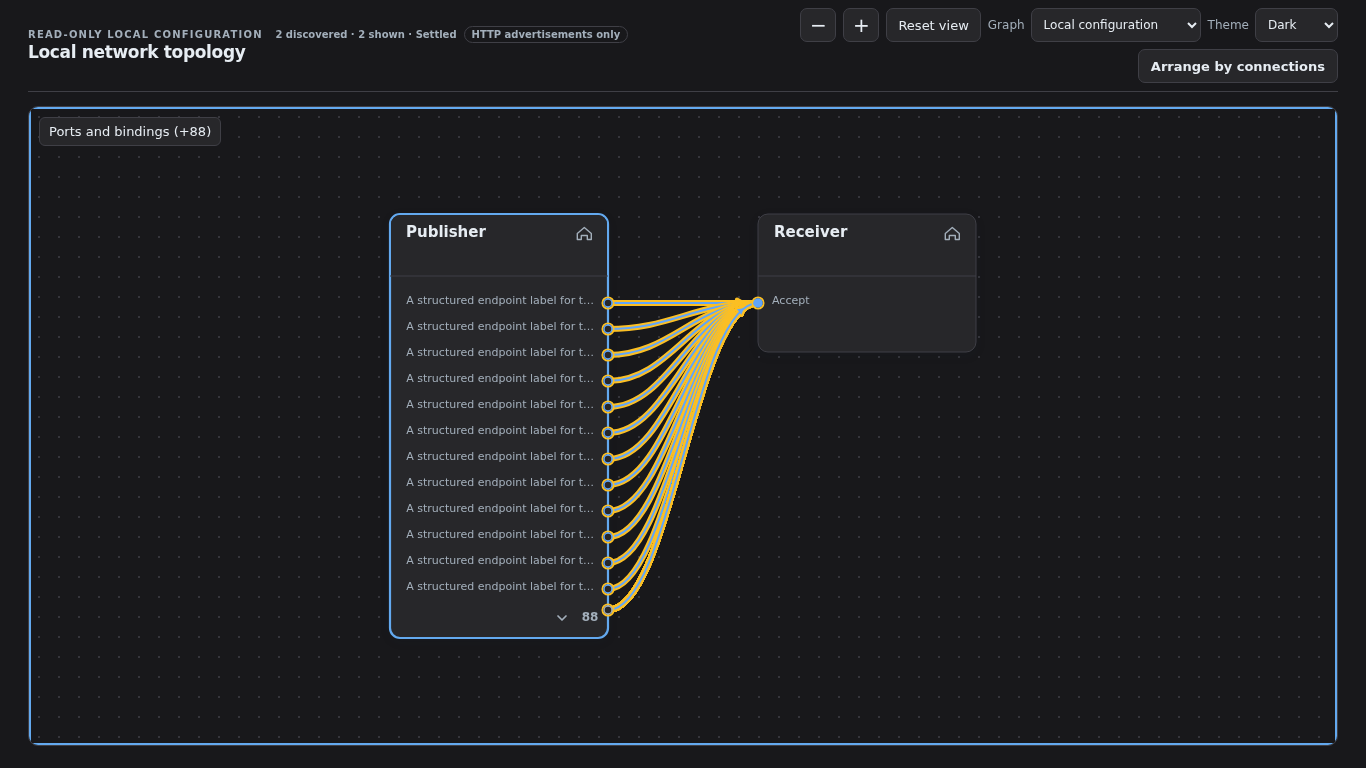 READ-ONLY LOCAL CONFIGURATION 2 discovered · 2 shown · Settled HTTP advertisements only
Local network topology
− + Reset view Graph Local configuration Theme Dark
Arrange by connections
Ports and bindings (+88)
Publisher
Receiver
A structured endpoint label for t...
Accept
A structured endpoint label for t...
A structured endpoint label for t...
A structured endpoint label for t...
A structured endpoint label for t...
A structured endpoint label for t...
A structured endpoint label for t...
A structured endpoint label for t...
A structured endpoint label for t...
A structured endpoint label for t...
A structured endpoint label for t...
A structured endpoint label for t...
88